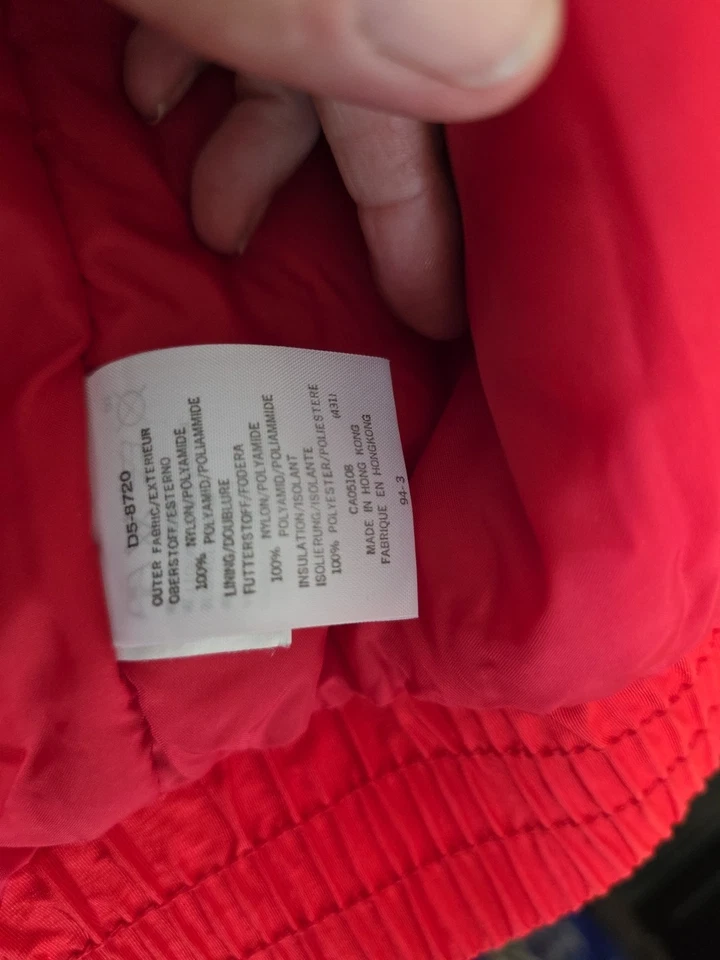 D5-8720
OUTER FABRIC/EXTERIEUR
OBERSTOFF/ESTERNO
100% NYLON/POLYAMIDE
POLYAMID/POLIAMMIDE
LINING/DOUBLURE
FUTTERSTOFF/FODERA
100% NYLON/POLYAMIDE
POLYAMID/POLIAMMIDE
INSULATION/ISOLANT
ISOLIERUNG/ISOLANTE
100% POLYESTER/POLIESTERE
(431)
CA05108
MADE IN HONG KONG
FABRIQUE EN HONGKONG
94-3